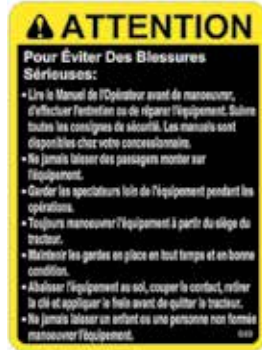 ATTENTION
Pour Éviter Des Blessures
Sérieuses:
• Lire le Manuel de l'Opérateur avant de manoeuvrer,
d'effectuer l'entretien ou de réparer l'équipement. Suivre
toutes les consignes de sécurité. Les manuels sont
disponibles chez votre concessionnaire.
• Ne jamais laisser des passagers monter sur
l'équipement.
• Garder les spectateurs loin de l'équipement pendant les
opérations.
• Toujours manoeuvrer l'équipement à partir du siège du
tracteur.
• Maintenir les gardes en place en tout temps et en bonne
condition.
• Abaisser l'équipement au sol, couper le contact, retirer
la clé et appliquer le frein avant de quitter le tracteur.
• Ne jamais laisser un enfant ou une personne non formée
manoeuvrer l'équipement.